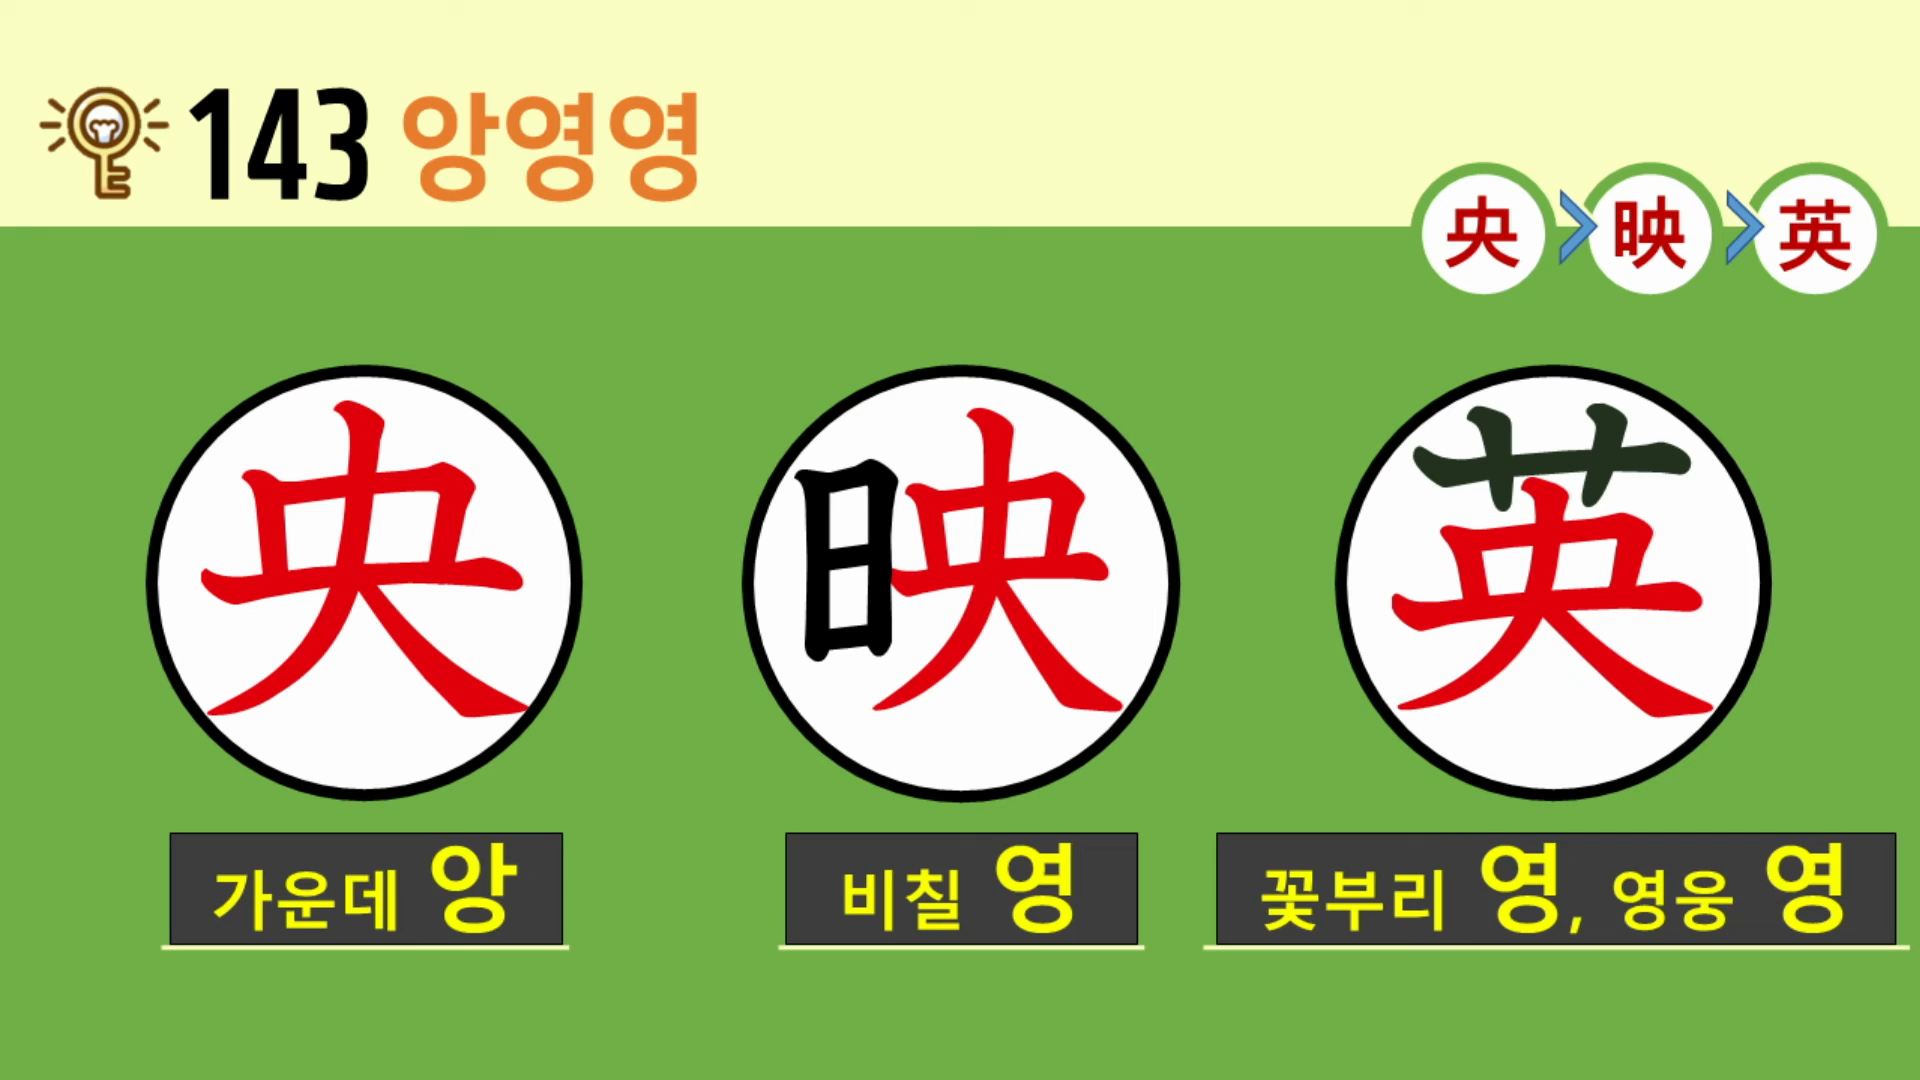 143 앙영영
央 映 英
央 映 英
가운데 앙
비칠 영
꽃부리 영, 영웅 영